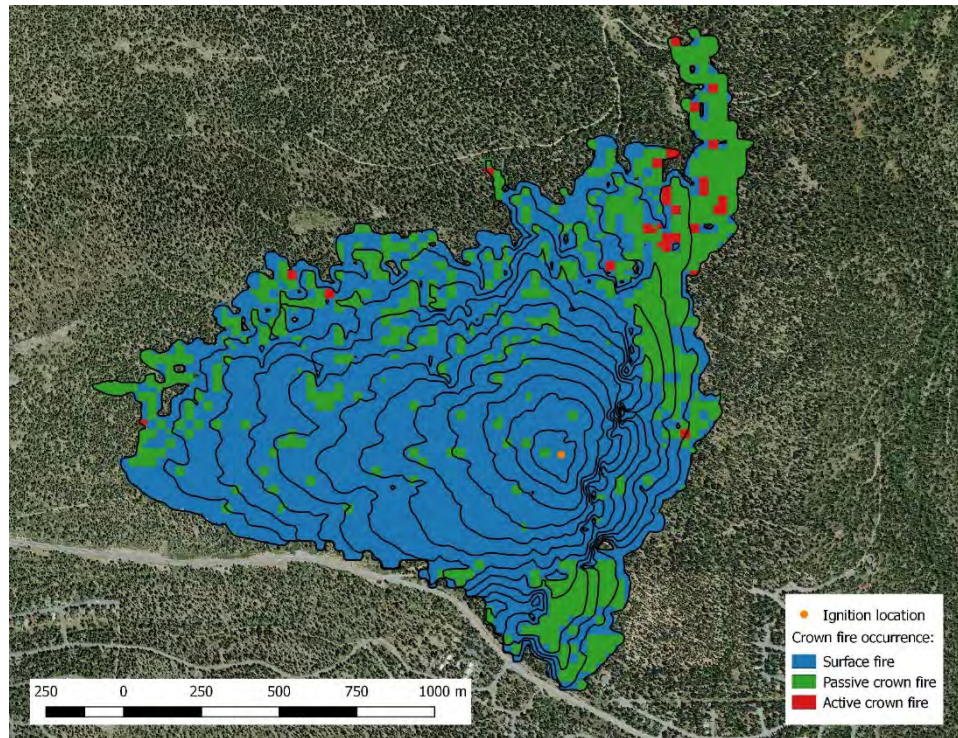 Ignition location
Crown fire occurrence:
Surface fire
Passive crown fire
Active crown fire
250 0 250 500 750 1000 m